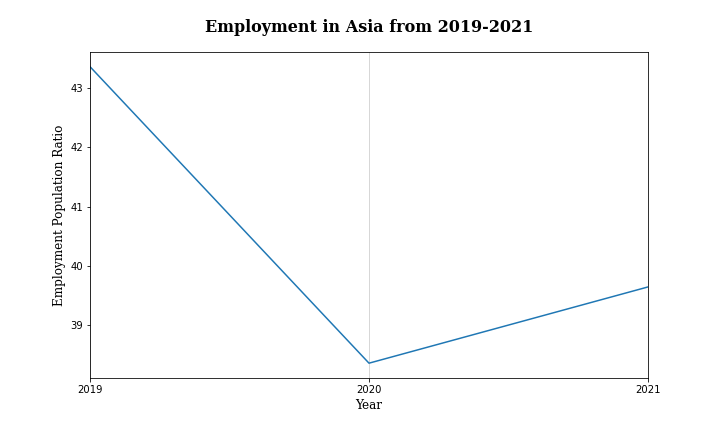 Employment in Asia from 2019-2021
Employment Population Ratio
43
42
41
40
39
2019 2020 2021
Year